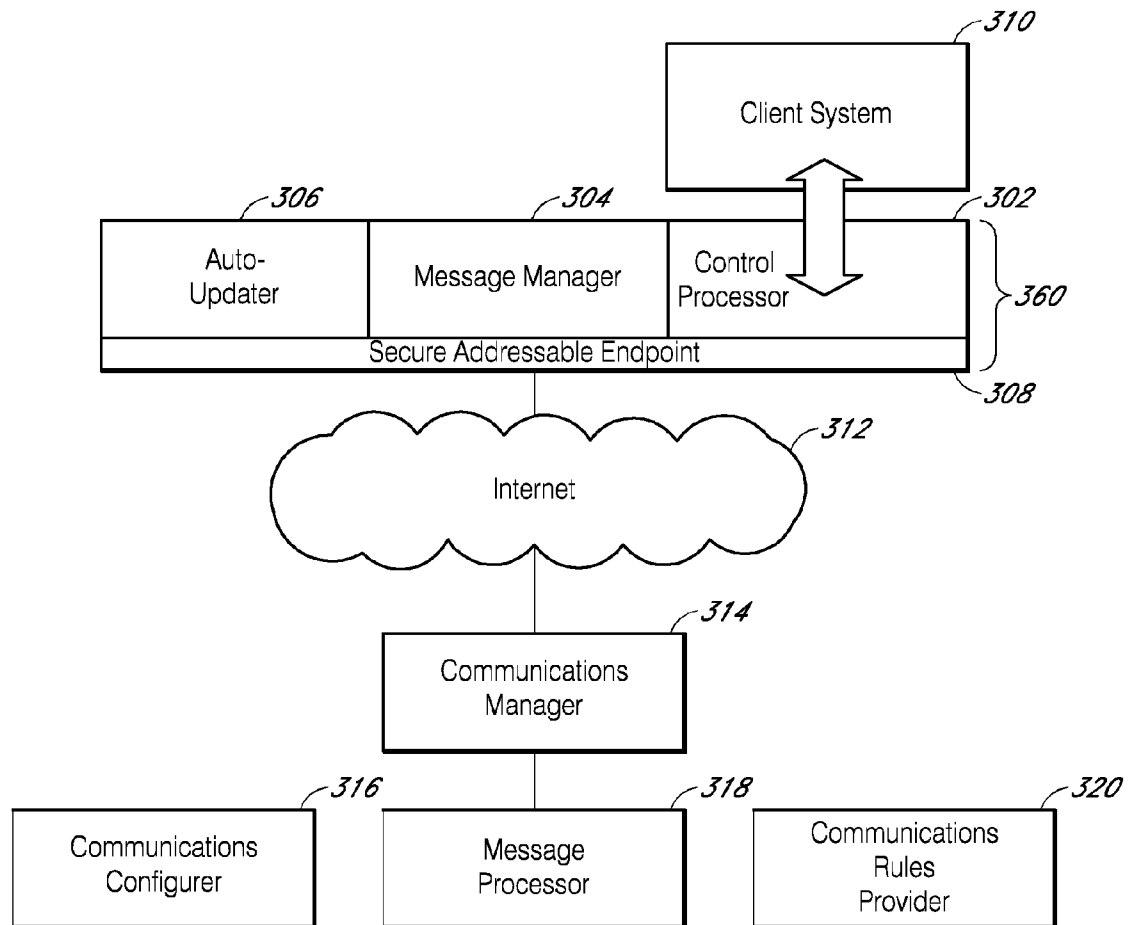 310
Client System
306
304
302
Auto-
Updater
Message Manager
Control
Processor
360
Secure Addressable Endpoint
308
312
Internet
314
Communications
Manager
316
318
320
Communications
Configurer
Message
Processor
Communications
Rules
Provider